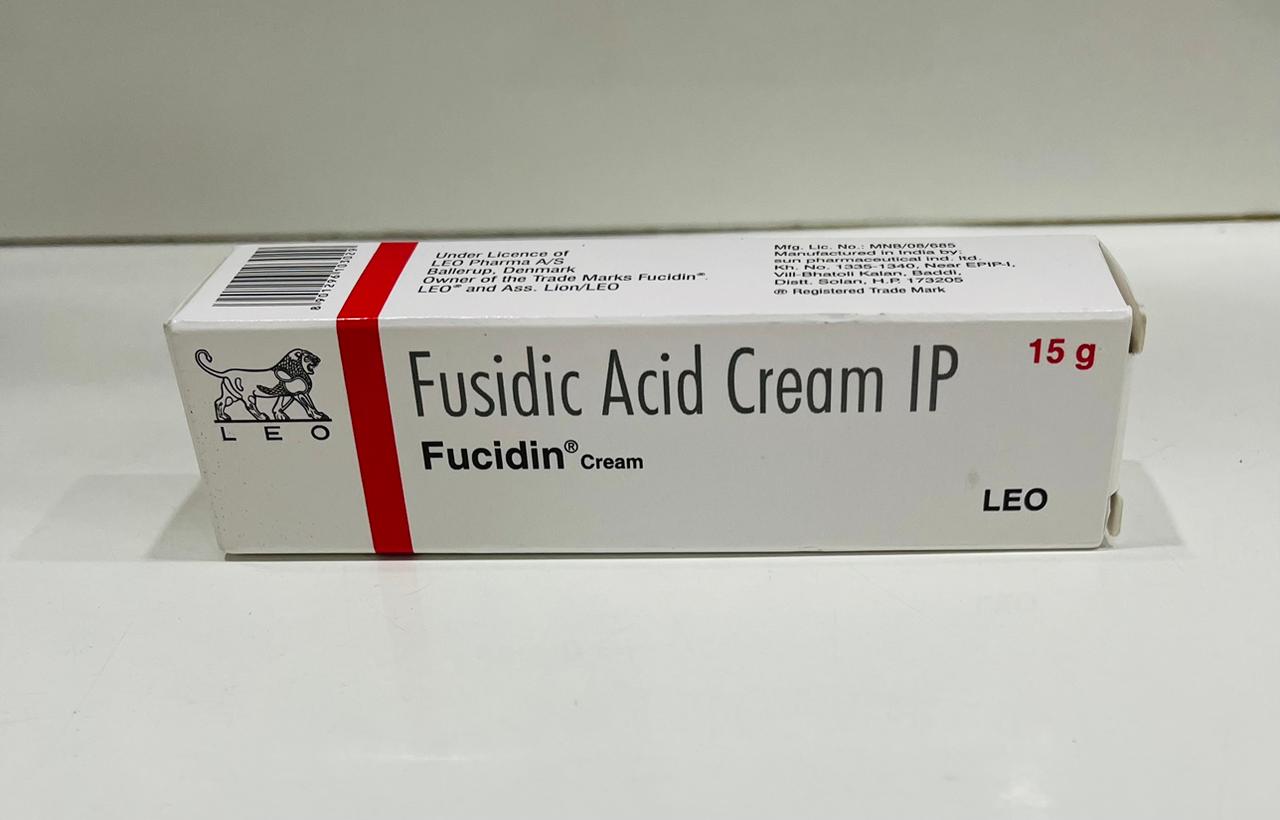 8 901296 103039
Under Licence of
LEO Pharma A/S
Ballerup, Denmark
Owner of the Trade Marks Fucidin®.
LEO® and Ass. Lion/LEO
Mfg. Lic. No.: MNB/08/685
Manufactured in India by:
sun pharmaceutical ind. ltd.
Kh. No. 1335-1340, Near EPIP-I,
Vill-Bhatoli Kalan, Baddi,
Distt. Solan, H.P. 173205
® Registered Trade Mark
LEO
Fusidic Acid Cream IP
15 g
Fucidin® Cream
LEO